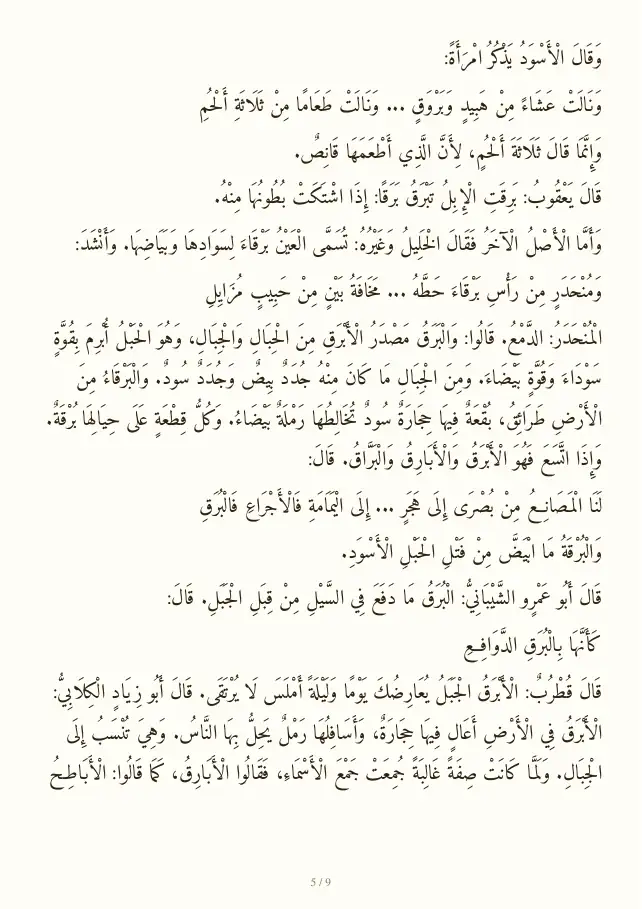 وَقَالَ الْأَسْوَدُ يَذْكُرُ امْرَأَةً:
وَنَالَتْ عَشَاءً مِنْ هَبِيدٍ وَبَرْوَقٍ ... وَنَالَتْ طَعَامًا مِنْ ثَلَاثَةِ أَلْحُمِ
وَإِنَّمَا قَالَ ثَلَاثَةَ أَلْحُمٍ، لِأَنَّ الَّذِي أَطْعَمَهَا قَانِصٌ.
قَالَ يَعْقُوبُ: بَرِقَتِ الْإِبِلُ تَبْرَقُ بَرَقًا: إِذَا اشْتَكَتْ بُطُونُهَا مِنْهُ.
وَأَمَّا الْأَصْلُ الْآخَرُ فَقَالَ الْخَلِيلُ وَغَيْرُهُ: تُسَمَّى الْعَيْنُ بَرْقَاءَ لِسَوَادِهَا وَبَيَاضِهَا. وَأَنْشَدَ:
وَمُنْحَدَرٍ مِنْ رَأْسِ بَرْقَاءَ حَطَّهُ ... مَخَافَةُ بَيْنٍ مِنْ حَبِيبٍ مُزَايِلِ
الْمُنْحَدَرُ: الدَّمْعُ. قَالُوا: وَالْبَرَقُ مَصْدَرُ الْأَبْرَقِ مِنَ الْحِبَالِ وَالْجِبَالِ، وَهُوَ الْحَبْلُ أُبْرِمَ بِقُوَّةٍ
سَوْدَاءَ وَقُوَّةٍ بَيْضَاءَ. وَمِنَ الْجِبَالِ مَا كَانَ مِنْهُ جُدَدٌ بِيضٌ وَجُدَدٌ سُودٌ. وَالْبَرْقَاءُ مِنَ
الْأَرْضِ طَرَائِقُ، بُقْعَةٌ فِيهَا حِجَارَةٌ سُودٌ تُخَالِطُهَا رَمْلَةٌ بَيْضَاءُ. وَكُلُّ قِطْعَةٍ عَلَى حِيَالِهَا بُرْقَةٌ.
وَإِذَا اتَّسَعَ فَهُوَ الْأَبْرَقُ وَالْأَبَارِقُ وَالْبَرَّاقُ. قَالَ:
لَنَا الْمَصَانِعُ مِنْ بُصْرَى إِلَى هَجَرٍ ... إِلَى الْيَمَامَةِ فَالْأَجْرَاعِ فَالْبُرَقِ
وَالْبُرْقَةُ مَا ابْيَضَّ مِنْ فَتْلِ الْحَبْلِ الْأَسْوَدِ.
قَالَ أَبُو عَمْرٍو الشَّيْبَانِيُّ: الْبُرَقُ مَا دَفَعَ فِي السَّيْلِ مِنْ قِبَلِ الْجَبَلِ. قَالَ:
كَأَنَّهَا بِالْبُرَقِ الدَّوَافِعِ
قَالَ قُطْرُبٌ: الْأَبْرَقُ الْجَبَلُ يُعَارِضُكَ يَوْمًا وَلَيْلَةً أَمْلَسَ لَا يُرْتَقَى. قَالَ أَبُو زِيَادٍ الْكِلَابِيُّ:
الْأَبْرَقُ فِي الْأَرْضِ أَعَالٍ فِيهَا حِجَارَةٌ، وَأَسَافِلُهَا رَمْلٌ يَحِلُّ بِهَا النَّاسُ. وَهِيَ تُنْسَبُ إِلَى
الْجِبَالِ. وَلَمَّا كَانَتْ صِفَةً غَالِبَةً جُمِعَتْ جَمْعَ الْأَسْمَاءِ، فَقَالُوا الْأَبَارِقُ، كَمَا قَالُوا: الْأَبَاطِحُ
5 / 9